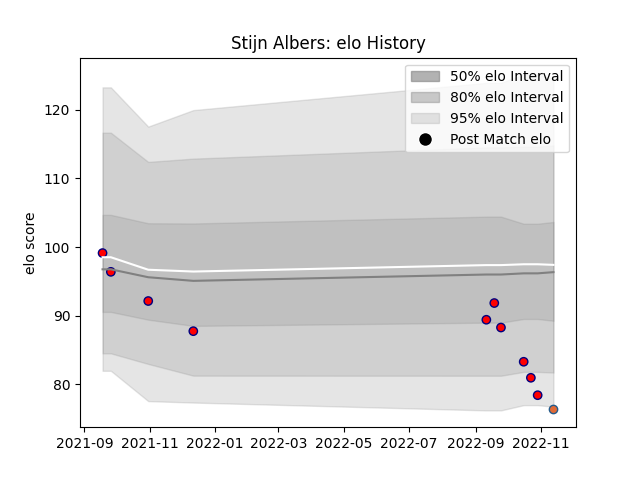 Stijn Albers: elo History
50% elo Interval
80% elo Interval
95% elo Interval
Post Match elo
elo score
120
110
100
90
80
2021-09 2021-11 2022-01 2022-03 2022-05 2022-07 2022-09 2022-11